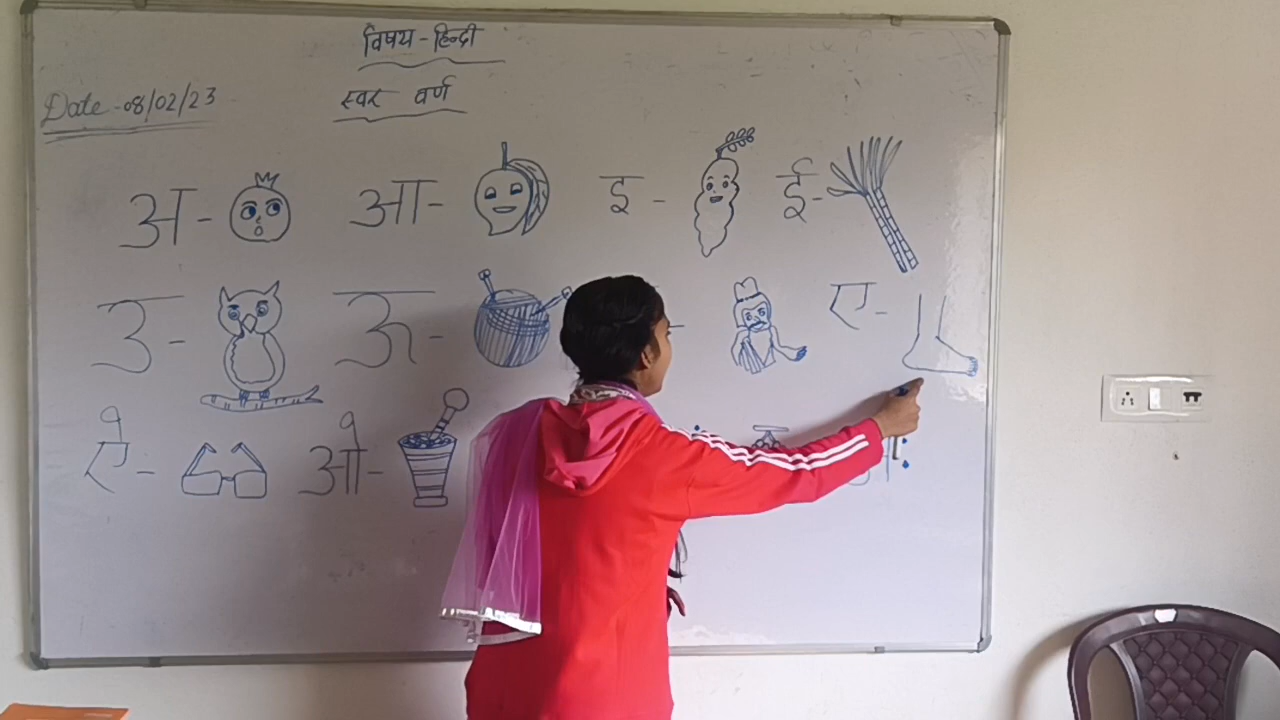 विषय - हिन्दी
Date - 08/02/23
स्वर वर्ण
अ - आ - इ - ई -
उ - ऊ - - ए -
ऐ - ओ -